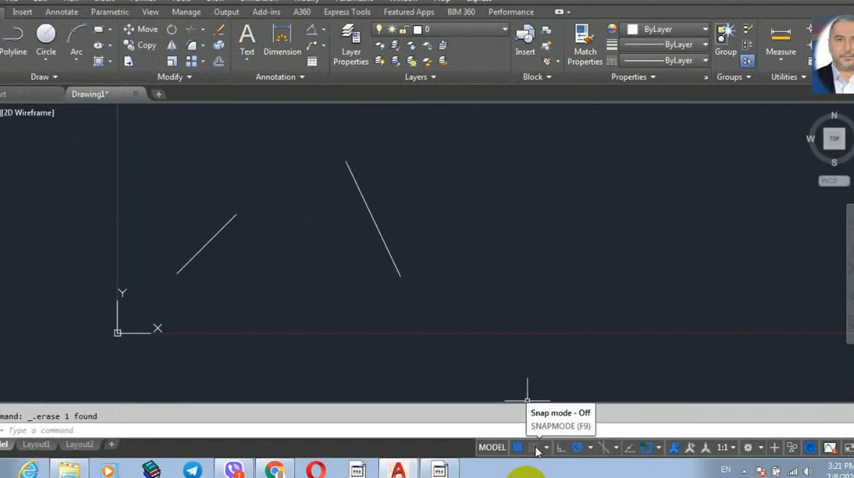 Insert Annotate Parametric View Manage Output Add-ins A360 Express Tools Featured Apps BIM 360 Performance
Polyline Circle Arc Move Copy Text Dimension Layer Properties 0 Insert Match Properties ByLayer ByLayer ByLayer Group Measure
Draw Modify Annotation Layers Block Properties Groups Utilities
Drawing1*
2D Wireframe]
N
W TOP
S
WCS
Y
X
Snap mode - Off
SNAPMODE (F9)
mand: _.erase 1 found
Type a command
Layout1 Layout2 + MODEL 1:1
EN 3:21 PM